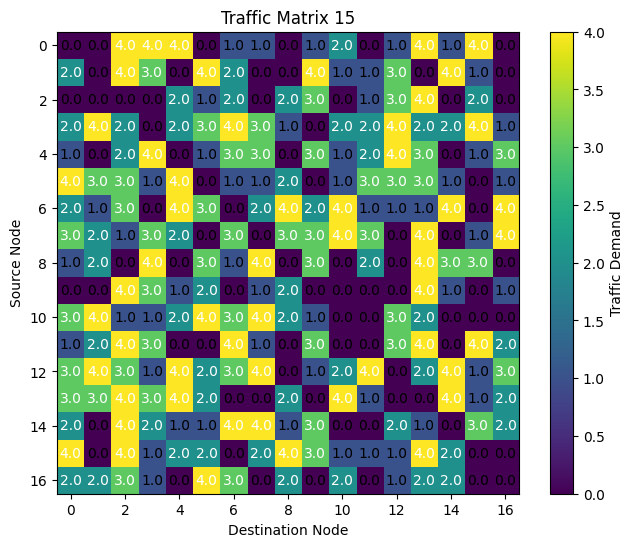 Traffic Matrix 15
0 0.0 0.0 4.0 4.0 4.0 0.0 1.0 1.0 0.0 1.0 2.0 0.0 1.0 4.0 1.0 4.0 0.0
2.0 0.0 4.0 3.0 0.0 4.0 2.0 0.0 0.0 4.0 1.0 1.0 3.0 0.0 4.0 1.0 0.0
2 0.0 0.0 0.0 0.0 2.0 1.0 2.0 0.0 2.0 3.0 0.0 1.0 3.0 4.0 0.0 2.0 0.0
2.0 4.0 2.0 0.0 2.0 3.0 4.0 3.0 1.0 0.0 2.0 2.0 4.0 2.0 2.0 4.0 1.0
4 1.0 0.0 2.0 4.0 0.0 1.0 3.0 3.0 0.0 3.0 1.0 2.0 4.0 3.0 0.0 1.0 3.0
4.0 3.0 3.0 1.0 4.0 0.0 1.0 1.0 2.0 0.0 1.0 3.0 3.0 3.0 1.0 0.0 1.0
6 2.0 1.0 3.0 0.0 4.0 3.0 0.0 2.0 4.0 2.0 4.0 1.0 1.0 1.0 4.0 0.0 4.0
3.0 2.0 1.0 3.0 2.0 0.0 3.0 0.0 3.0 3.0 4.0 3.0 0.0 4.0 0.0 1.0 4.0
8 1.0 2.0 0.0 4.0 0.0 3.0 1.0 4.0 0.0 3.0 0.0 2.0 0.0 4.0 3.0 3.0 0.0
0.0 0.0 4.0 3.0 1.0 2.0 0.0 1.0 2.0 0.0 0.0 0.0 0.0 4.0 1.0 0.0 1.0
10 3.0 4.0 1.0 1.0 2.0 4.0 3.0 4.0 2.0 1.0 0.0 0.0 3.0 2.0 0.0 0.0 0.0
1.0 2.0 4.0 3.0 0.0 0.0 4.0 1.0 0.0 3.0 0.0 0.0 3.0 4.0 0.0 4.0 2.0
12 3.0 4.0 3.0 1.0 4.0 2.0 3.0 4.0 0.0 1.0 2.0 4.0 0.0 2.0 4.0 1.0 3.0
3.0 3.0 4.0 3.0 4.0 2.0 0.0 0.0 2.0 0.0 4.0 1.0 0.0 0.0 4.0 1.0 2.0
14 2.0 0.0 4.0 2.0 1.0 1.0 4.0 4.0 1.0 3.0 0.0 0.0 2.0 1.0 0.0 3.0 2.0
4.0 0.0 4.0 1.0 2.0 2.0 0.0 2.0 4.0 3.0 1.0 1.0 1.0 4.0 2.0 0.0 0.0
16 2.0 2.0 3.0 1.0 0.0 4.0 3.0 0.0 2.0 0.0 2.0 0.0 1.0 2.0 2.0 0.0 0.0
0 2 4 6 8 10 12 14 16
Destination Node
Source Node
4.0
3.5
3.0
2.5
2.0
1.5
1.0
0.5
0.0
Traffic Demand